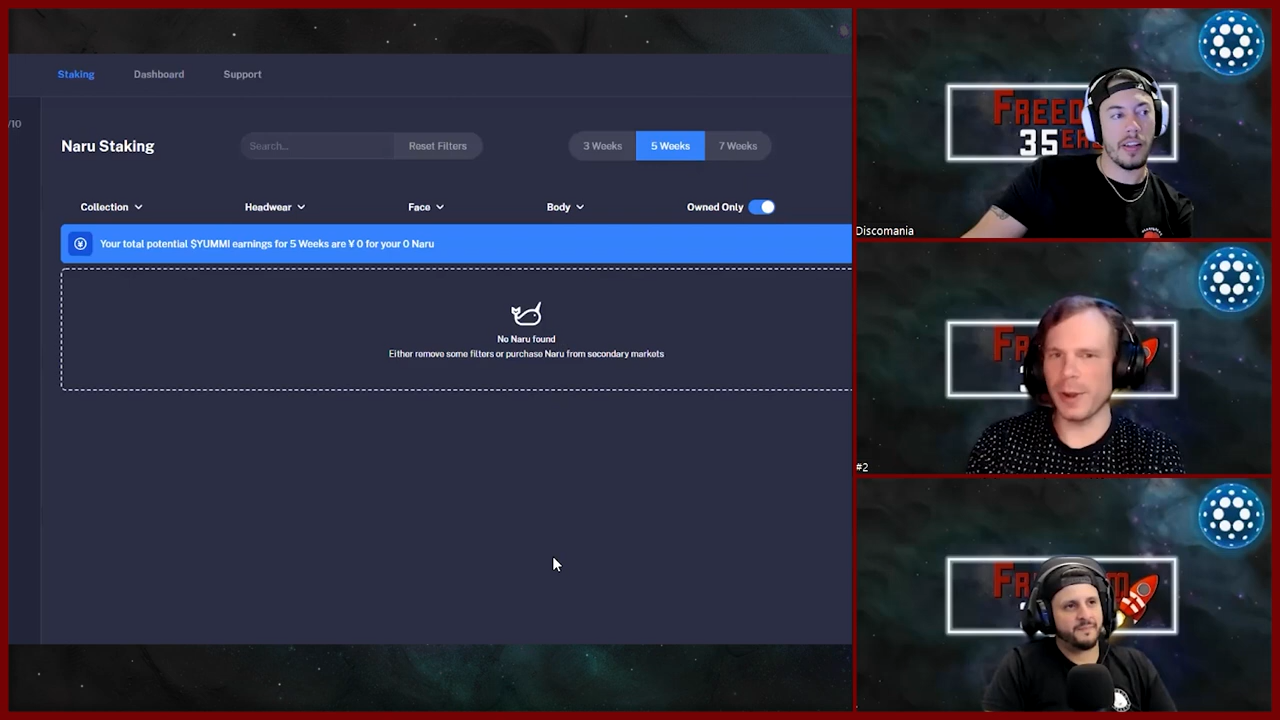 Staking Dashboard Support
/10
Naru Staking
Search...
Reset Filters
3 Weeks 5 Weeks 7 Weeks
Collection Headwear Face Body Owned Only
Your total potential $YUMMI earnings for 5 Weeks are ¥ 0 for your 0 Naru
No Naru found
Either remove some filters or purchase Naru from secondary markets
35
Discomania
#2